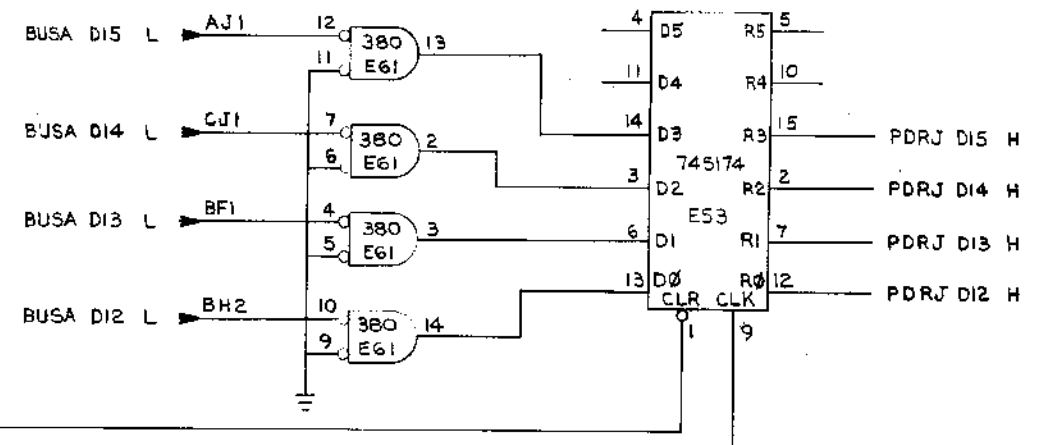 BUSA D15 L AJ1 12 380 13 4 D5 R5 5
11 E61 11 D4 R4 10
BUSA D14 L CJ1 7 380 2 14 D3 R3 15 PDRJ D15 H
6 E61 74S174
3 D2 R2 2 PDRJ D14 H
BUSA D13 L BF1 4 380 3 E53
5 E61 6 D1 R1 7 PDRJ D13 H
BUSA D12 L BH2 10 380 14 13 DØ RØ 12 PDRJ D12 H
9 E61 CLR CLK
1 9